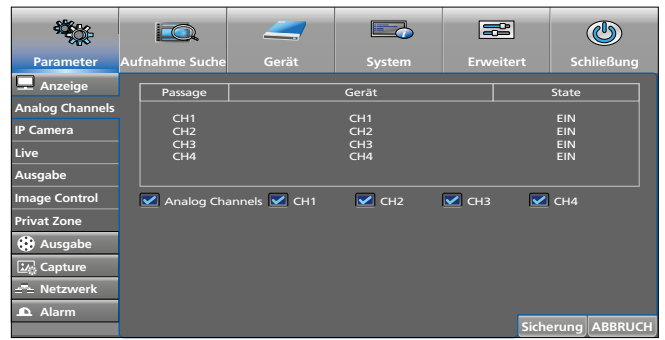 Parameter Aufnahme Suche Gerät System Erweitert Schließung
Anzeige
Analog Channels
IP Camera
Live
Ausgabe
Image Control
Privat Zone
Ausgabe
Capture
Netzwerk
Alarm
Passage Gerät State
CH1 CH1 EIN
CH2 CH2 EIN
CH3 CH3 EIN
CH4 CH4 EIN
Analog Channels CH1 CH2 CH3 CH4
Sicherung ABBRUCH